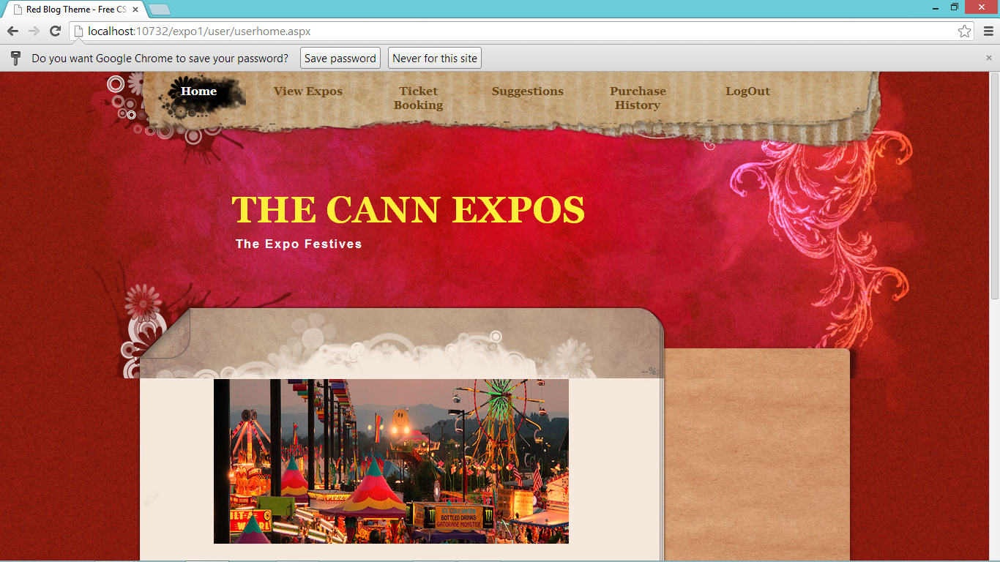 Red Blog Theme - Free CS
localhost:10732/expo1/user/userhome.aspx
Do you want Google Chrome to save your password? Save password Never for this site
Home View Expos Ticket Booking Suggestions Purchase History LogOut
THE CANN EXPOS
The Expo Festives
--%>
PIZZ
BOTTLED DRINKS
GATORADE MONSTER